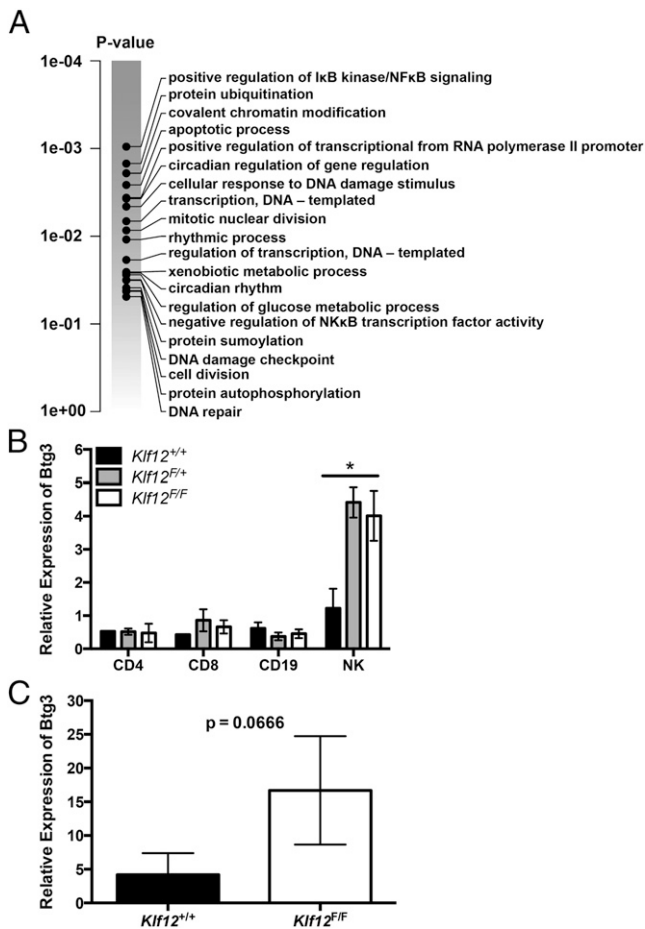 A
P-value
1e-04
1e-03
1e-02
1e-01
1e+00
positive regulation of IκB kinase/NFκB signaling
protein ubiquitination
covalent chromatin modification
apoptotic process
positive regulation of transcriptional from RNA polymerase II promoter
circadian regulation of gene regulation
cellular response to DNA damage stimulus
transcription, DNA – templated
mitotic nuclear division
rhythmic process
regulation of transcription, DNA – templated
xenobiotic metabolic process
circadian rhythm
regulation of glucose metabolic process
negative regulation of NKκB transcription factor activity
protein sumoylation
DNA damage checkpoint
cell division
protein autophosphorylation
DNA repair
B
Relative Expression of Btg3
6
5
4
3
2
1
0
Klf12+/+
Klf12F/+
Klf12F/F
*
CD4 CD8 CD19 NK
C
Relative Expression of Btg3
30
25
20
15
10
5
0
p = 0.0666
Klf12+/+ Klf12F/F